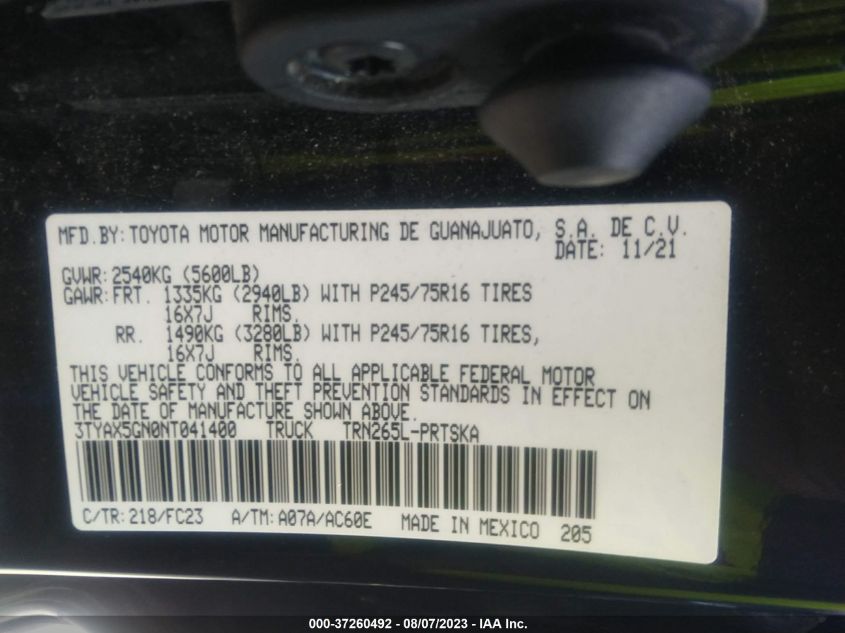 MFD.BY: TOYOTA MOTOR MANUFACTURING DE GUANAJUATO, S.A. DE C.V.
DATE: 11/21
GVWR: 2540KG (5600LB)
GAWR: FRT. 1335KG (2940LB) WITH P245/75R16 TIRES
16X7J RIMS.
RR. 1490KG (3280LB) WITH P245/75R16 TIRES,
16X7J RIMS.
THIS VEHICLE CONFORMS TO ALL APPLICABLE FEDERAL MOTOR
VEHICLE SAFETY AND THEFT PREVENTION STANDARDS IN EFFECT ON
THE DATE OF MANUFACTURE SHOWN ABOVE.
3TYAX5GN0NT041400 TRUCK TRN265L-PRTSKA
C/TR: 218/FC23 A/TM: A07A/AC60E MADE IN MEXICO 205
000-37260492 - 08/07/2023 - IAA Inc.